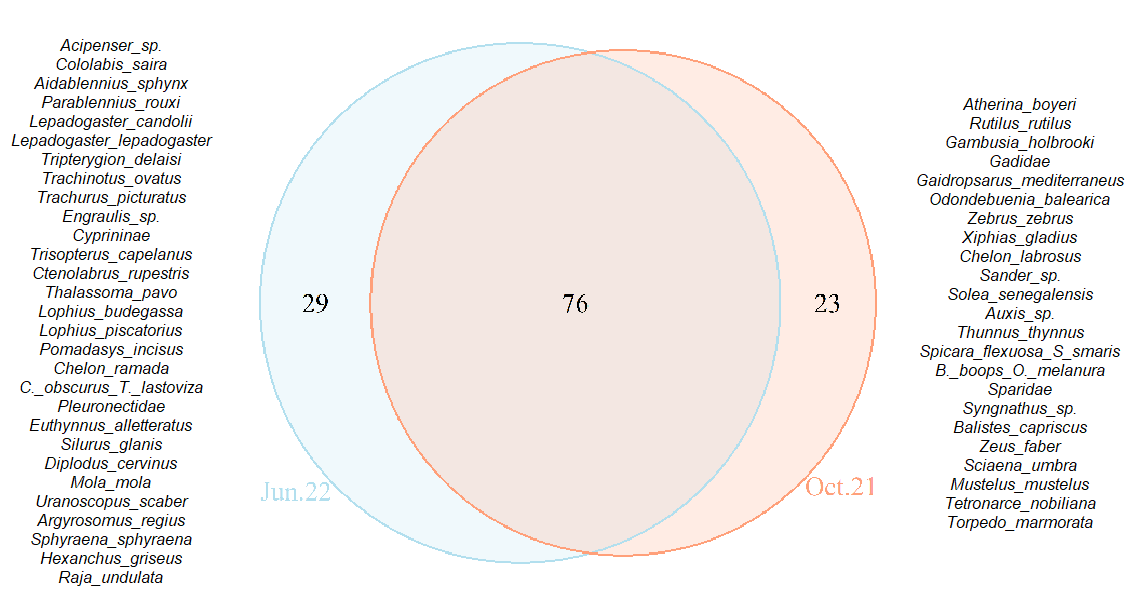 Acipenser_sp.
Cololabis_saira
Aidablennius_sphynx
Parablennius_rouxi
Lepadogaster_candolii
Lepadogaster_lepadogaster
Tripterygion_delaisi
Trachinotus_ovatus
Trachurus_picturatus
Engraulis_sp.
Cyprininae
Trisopterus_capelanus
Ctenolabrus_rupestris
Thalassoma_pavo
Lophius_budegassa
Lophius_piscatorius
Pomadasys_incisus
Chelon_ramada
C._obscurus_T._lastoviza
Pleuronectidae
Euthynnus_alletteratus
Silurus_glanis
Diplodus_cervinus
Mola_mola
Uranoscopus_scaber
Argyrosomus_regius
Sphyraena_sphyraena
Hexanchus_griseus
Raja_undulata
29
76
23
Jun.22
Oct.21
Atherina_boyeri
Rutilus_rutilus
Gambusia_holbrooki
Gadidae
Gaidropsarus_mediterraneus
Odondebuenia_balearica
Zebrus_zebrus
Xiphias_gladius
Chelon_labrosus
Sander_sp.
Solea_senegalensis
Auxis_sp.
Thunnus_thynnus
Spicara_flexuosa_S_smaris
B._boops_O._melanura
Sparidae
Syngnathus_sp.
Balistes_capriscus
Zeus_faber
Sciaena_umbra
Mustelus_mustelus
Tetronarce_nobiliana
Torpedo_marmorata